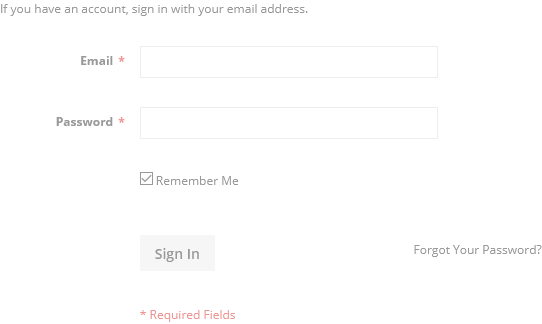 If you have an account, sign in with your email address.
Email *
Password *
Remember Me
Sign In
Forgot Your Password?
* Required Fields